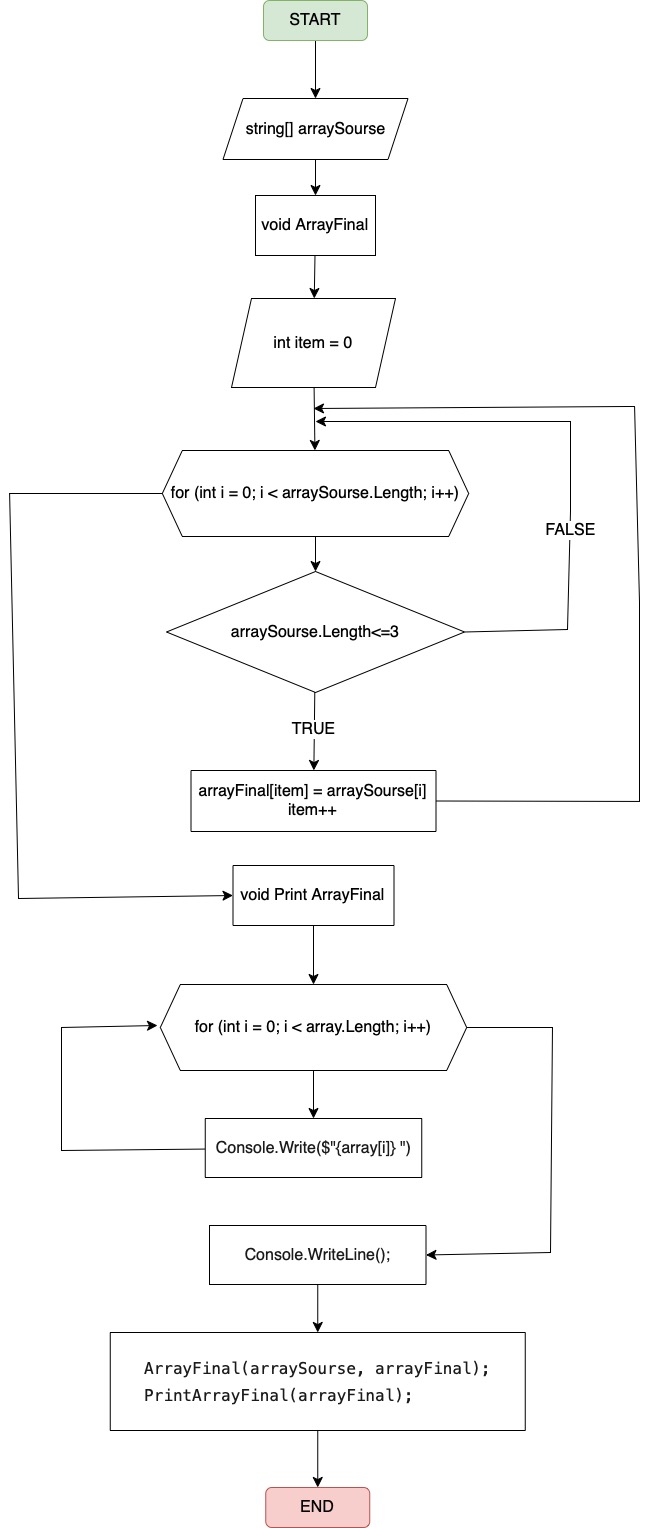 START
string[] arraySourse
void ArrayFinal
int item = 0
for (int i = 0; i < arraySourse.Length; i++)
FALSE
arraySourse.Length<=3
TRUE
arrayFinal[item] = arraySourse[i]
item++
void Print ArrayFinal
for (int i = 0; i < array.Length; i++)
Console.Write($"{array[i]} ")
Console.WriteLine();
ArrayFinal(arraySourse, arrayFinal);
PrintArrayFinal(arrayFinal);
END